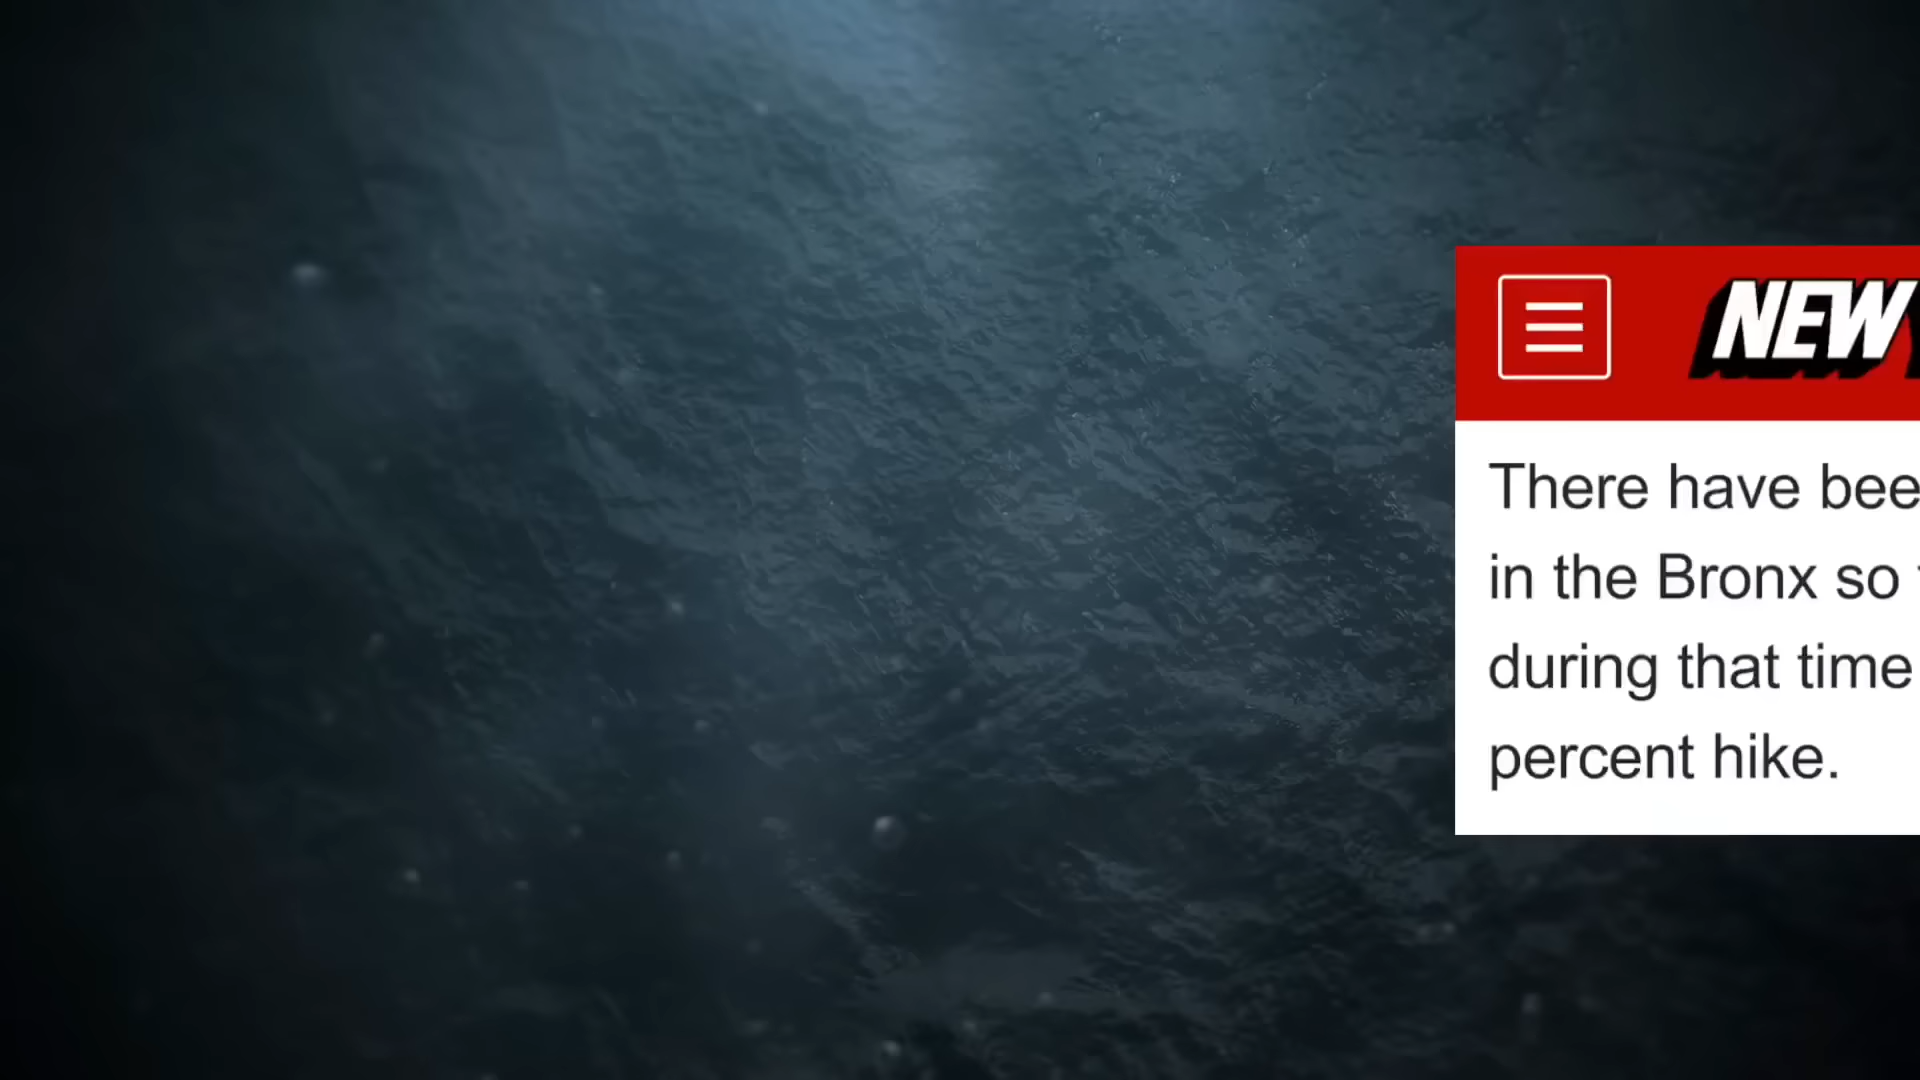 NEW
There have bee
in the Bronx so
during that time
percent hike.